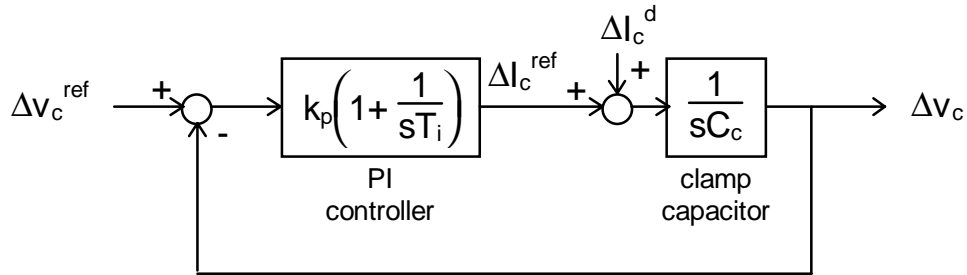 ΔI_c^d
Δv_c^ref
+
-
k_p(1+ 1/(sT_i))
ΔI_c^ref
+
+
1/(sC_c)
Δv_c
PI
controller
clamp
capacitor